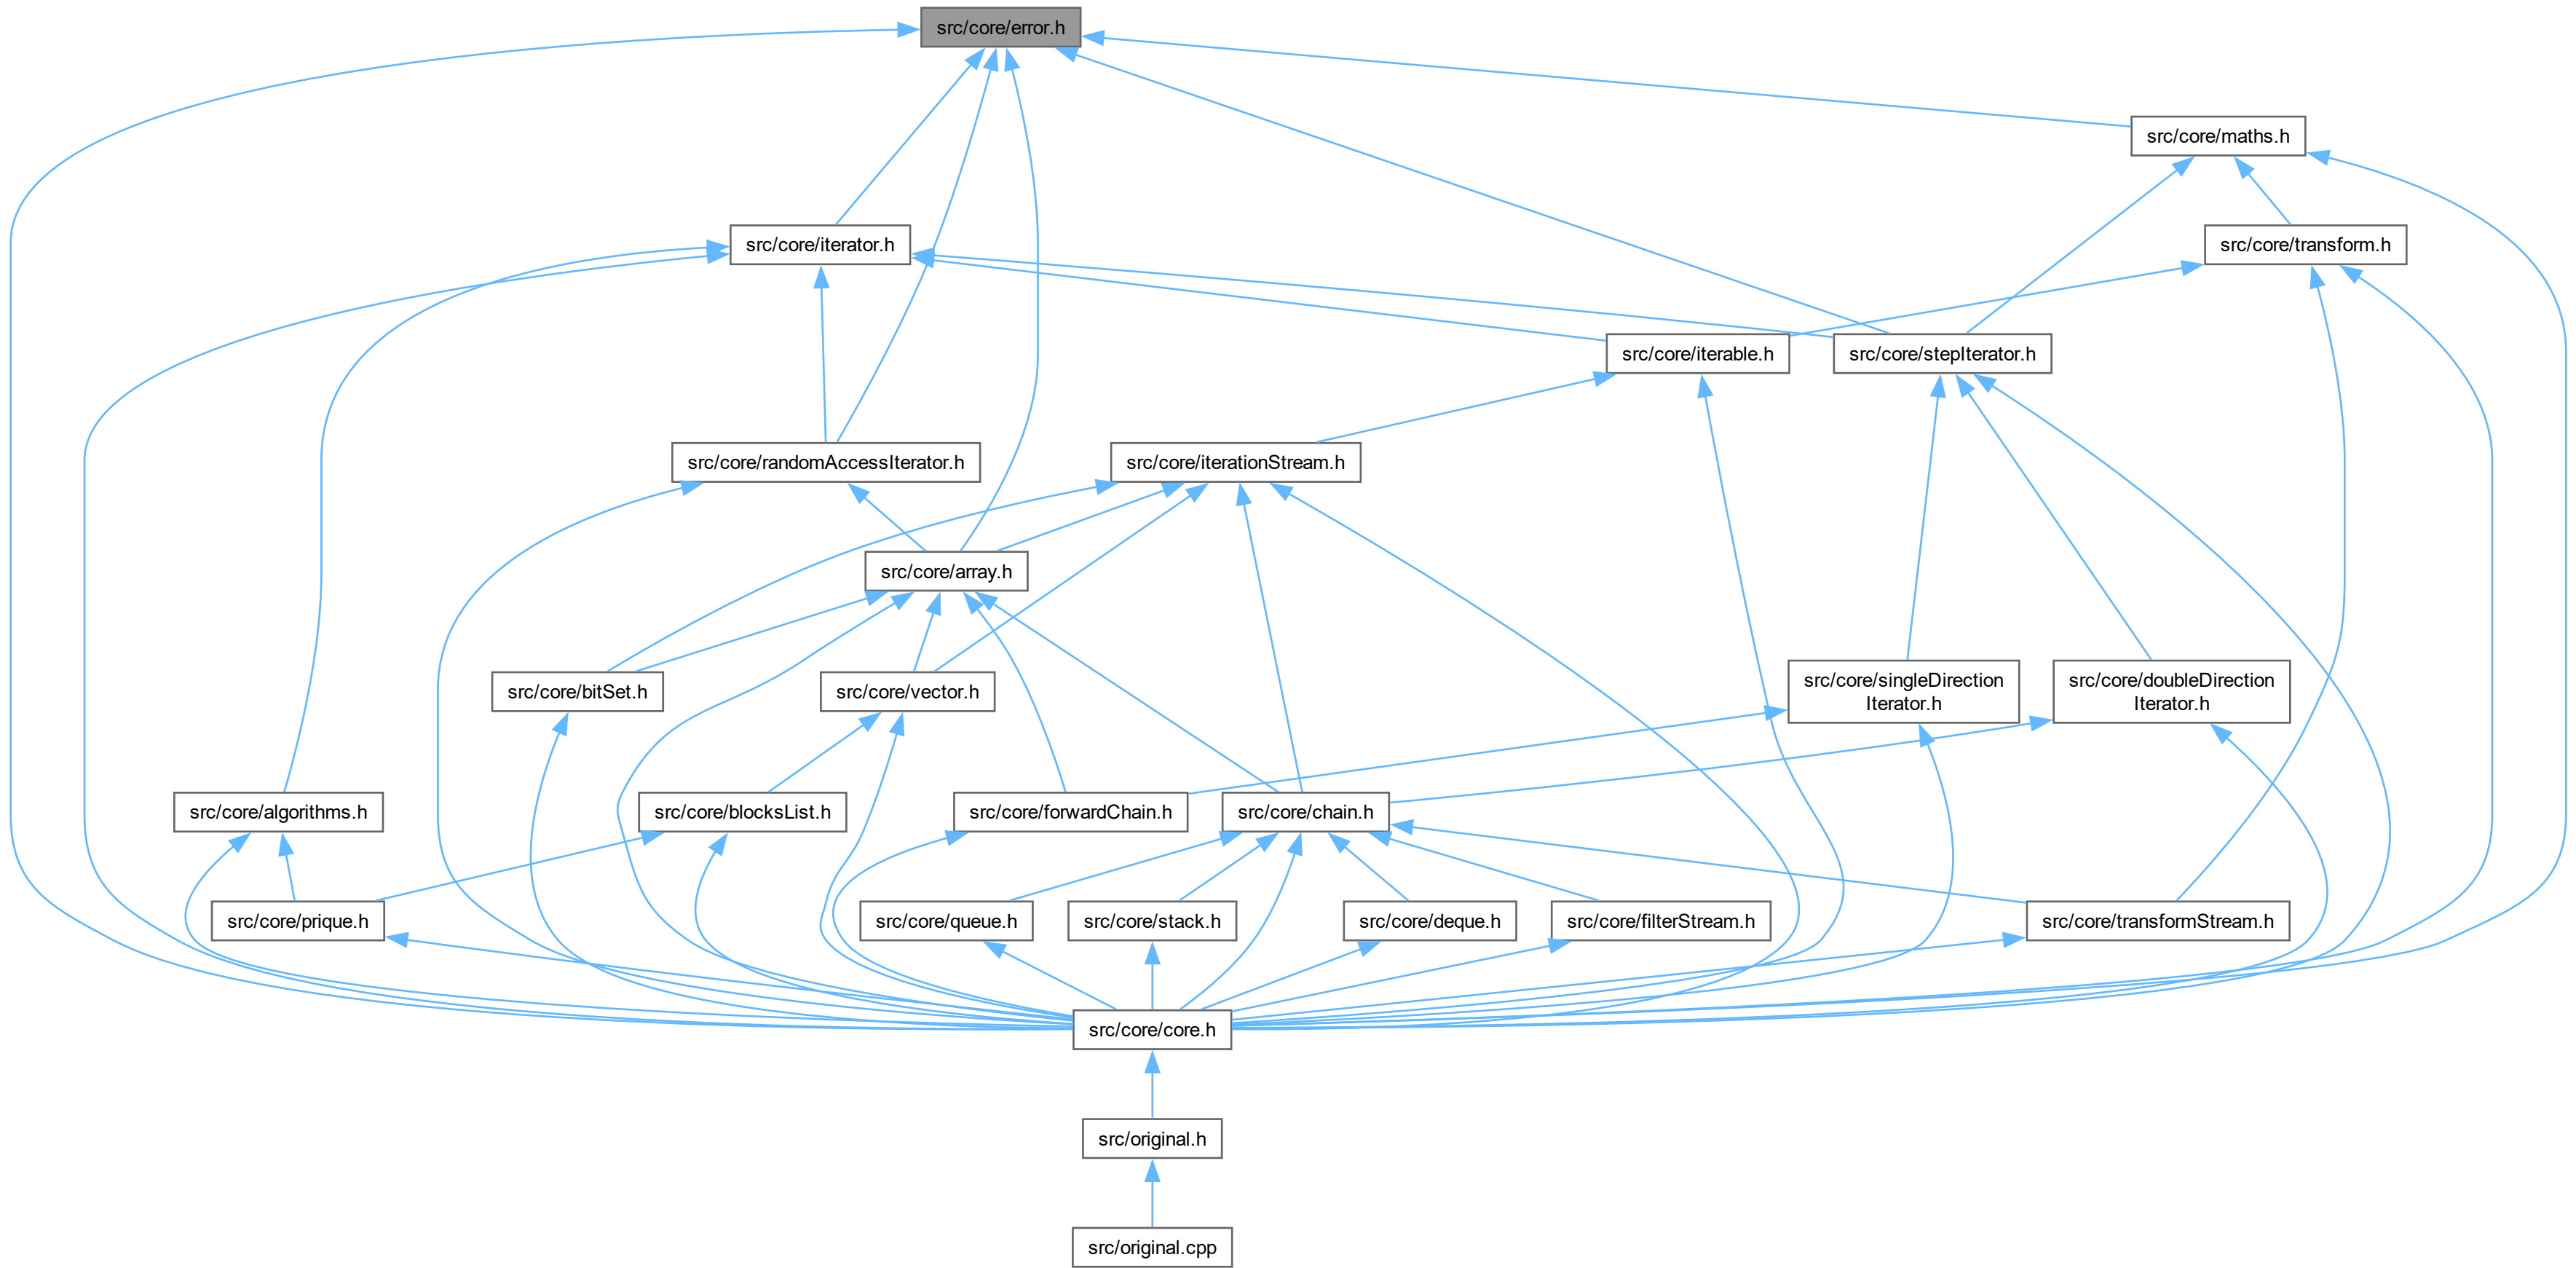 src/core/error.h
src/core/maths.h
src/core/iterator.h
src/core/transform.h
src/core/iterable.h
src/core/stepIterator.h
src/core/randomAccessIterator.h
src/core/iterationStream.h
src/core/array.h
src/core/bitSet.h
src/core/vector.h
src/core/singleDirection
Iterator.h
src/core/doubleDirection
Iterator.h
src/core/algorithms.h
src/core/blocksList.h
src/core/forwardChain.h
src/core/chain.h
src/core/prique.h
src/core/queue.h
src/core/stack.h
src/core/deque.h
src/core/filterStream.h
src/core/transformStream.h
src/core/core.h
src/original.h
src/original.cpp